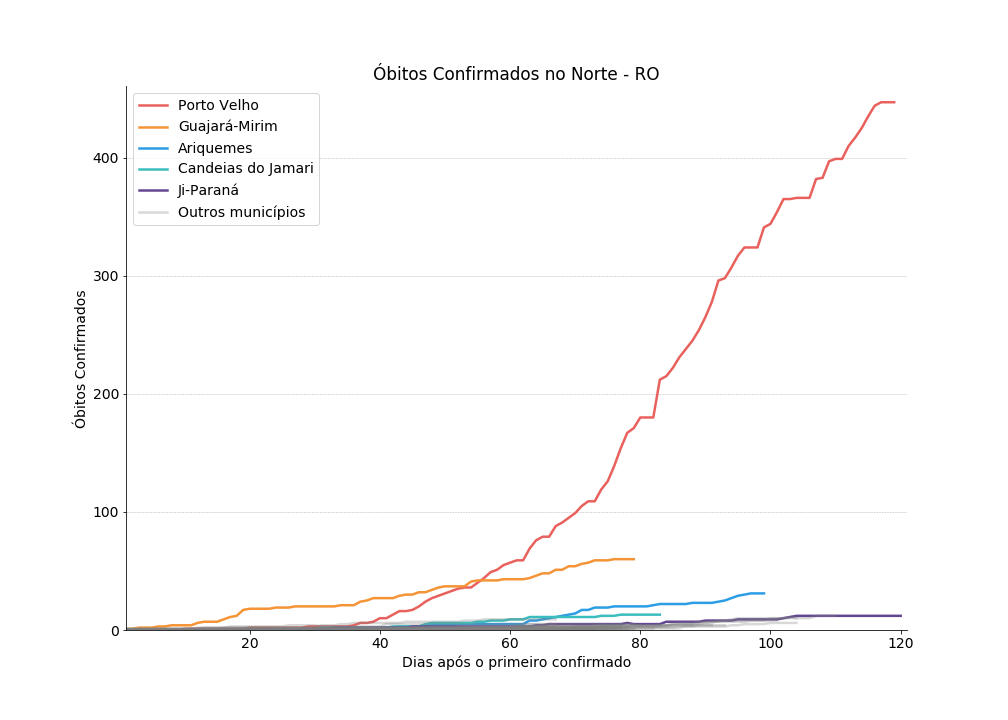 Óbitos Confirmados no Norte - RO
Porto Velho
Guajará-Mirim
Ariquemes
Candeias do Jamari
Ji-Paraná
Outros municípios
Óbitos Confirmados
400
300
200
100
0
20
40
60
80
100
120
Dias após o primeiro confirmado